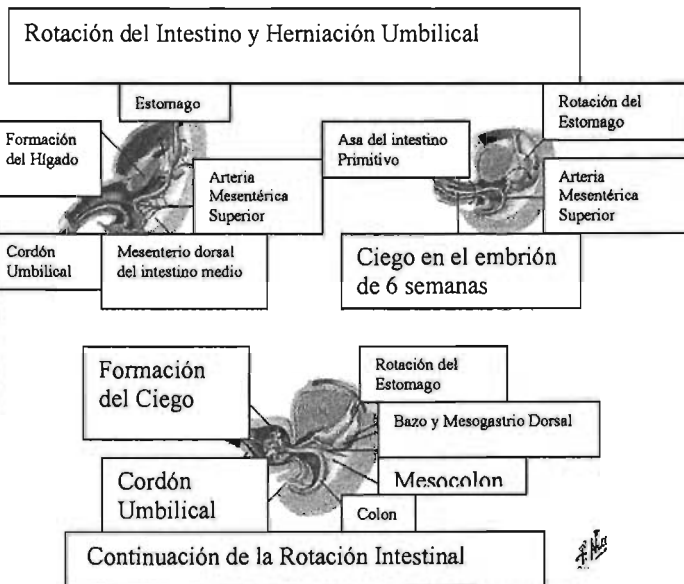 Rotación del Intestino y Herniación Umbilical
Estomago
Formación
del Hígado
Arteria
Mesentérica
Superior
Cordón
Umbilical
Mesenterio dorsal
del intestino medio
Rotación del
Estomago
Asa del intestino
Primitivo
Arteria
Mesentérica
Superior
Ciego en el embrión
de 6 semanas
Formación
del Ciego
Rotación del
Estomago
Bazo y Mesogastrio Dorsal
Mesocolon
Cordón
Umbilical
Colon
Continuación de la Rotación Intestinal